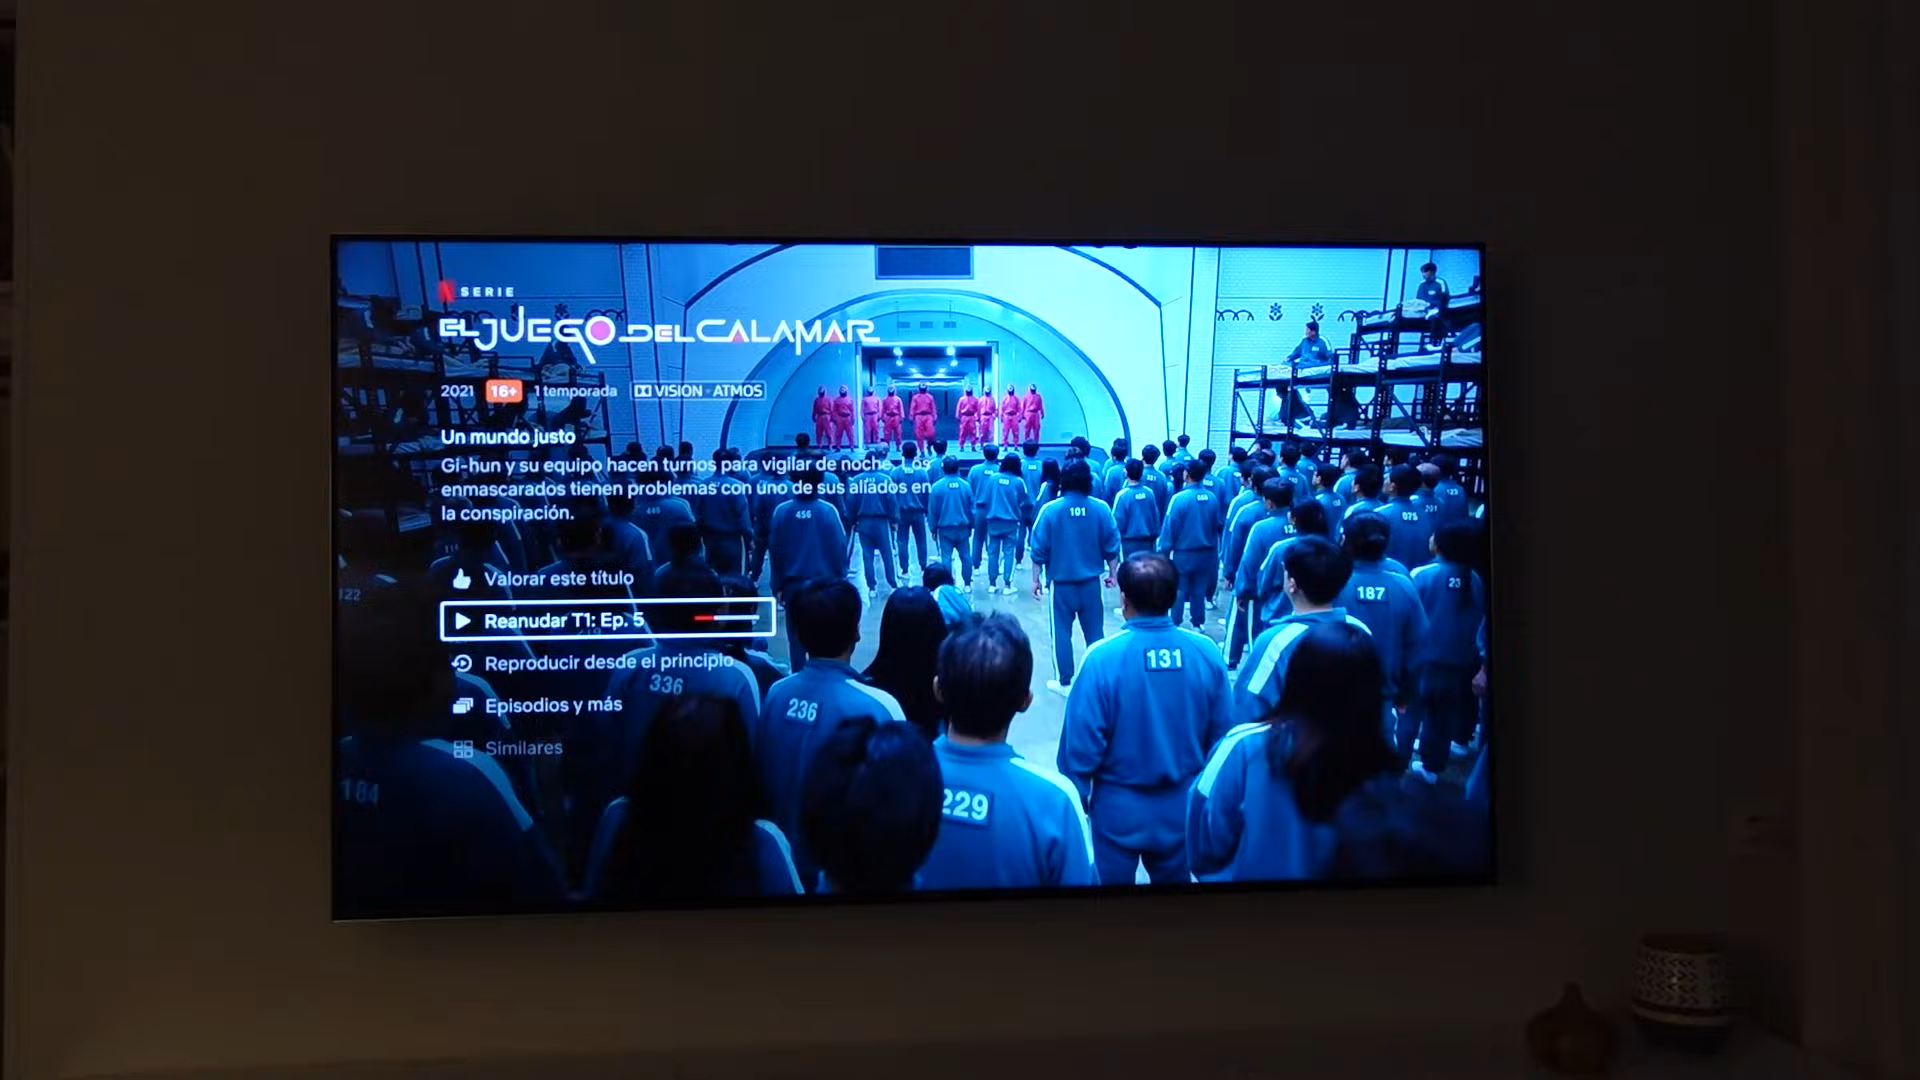 SERIE
EL JUEGO DEL CALAMAR
2021 16+ 1 temporada VISION ATMOS
Un mundo justo
Gi-hun y su equipo hacen turnos para vigilar de noche. Los
enmascarados tienen problemas con uno de sus aliados en
la conspiración.
456
101
Valorar este título
187
23
Reanudar T1: Ep. 5
Reproducir desde el principio
131
336
Episodios y más
236
Similares
184
229